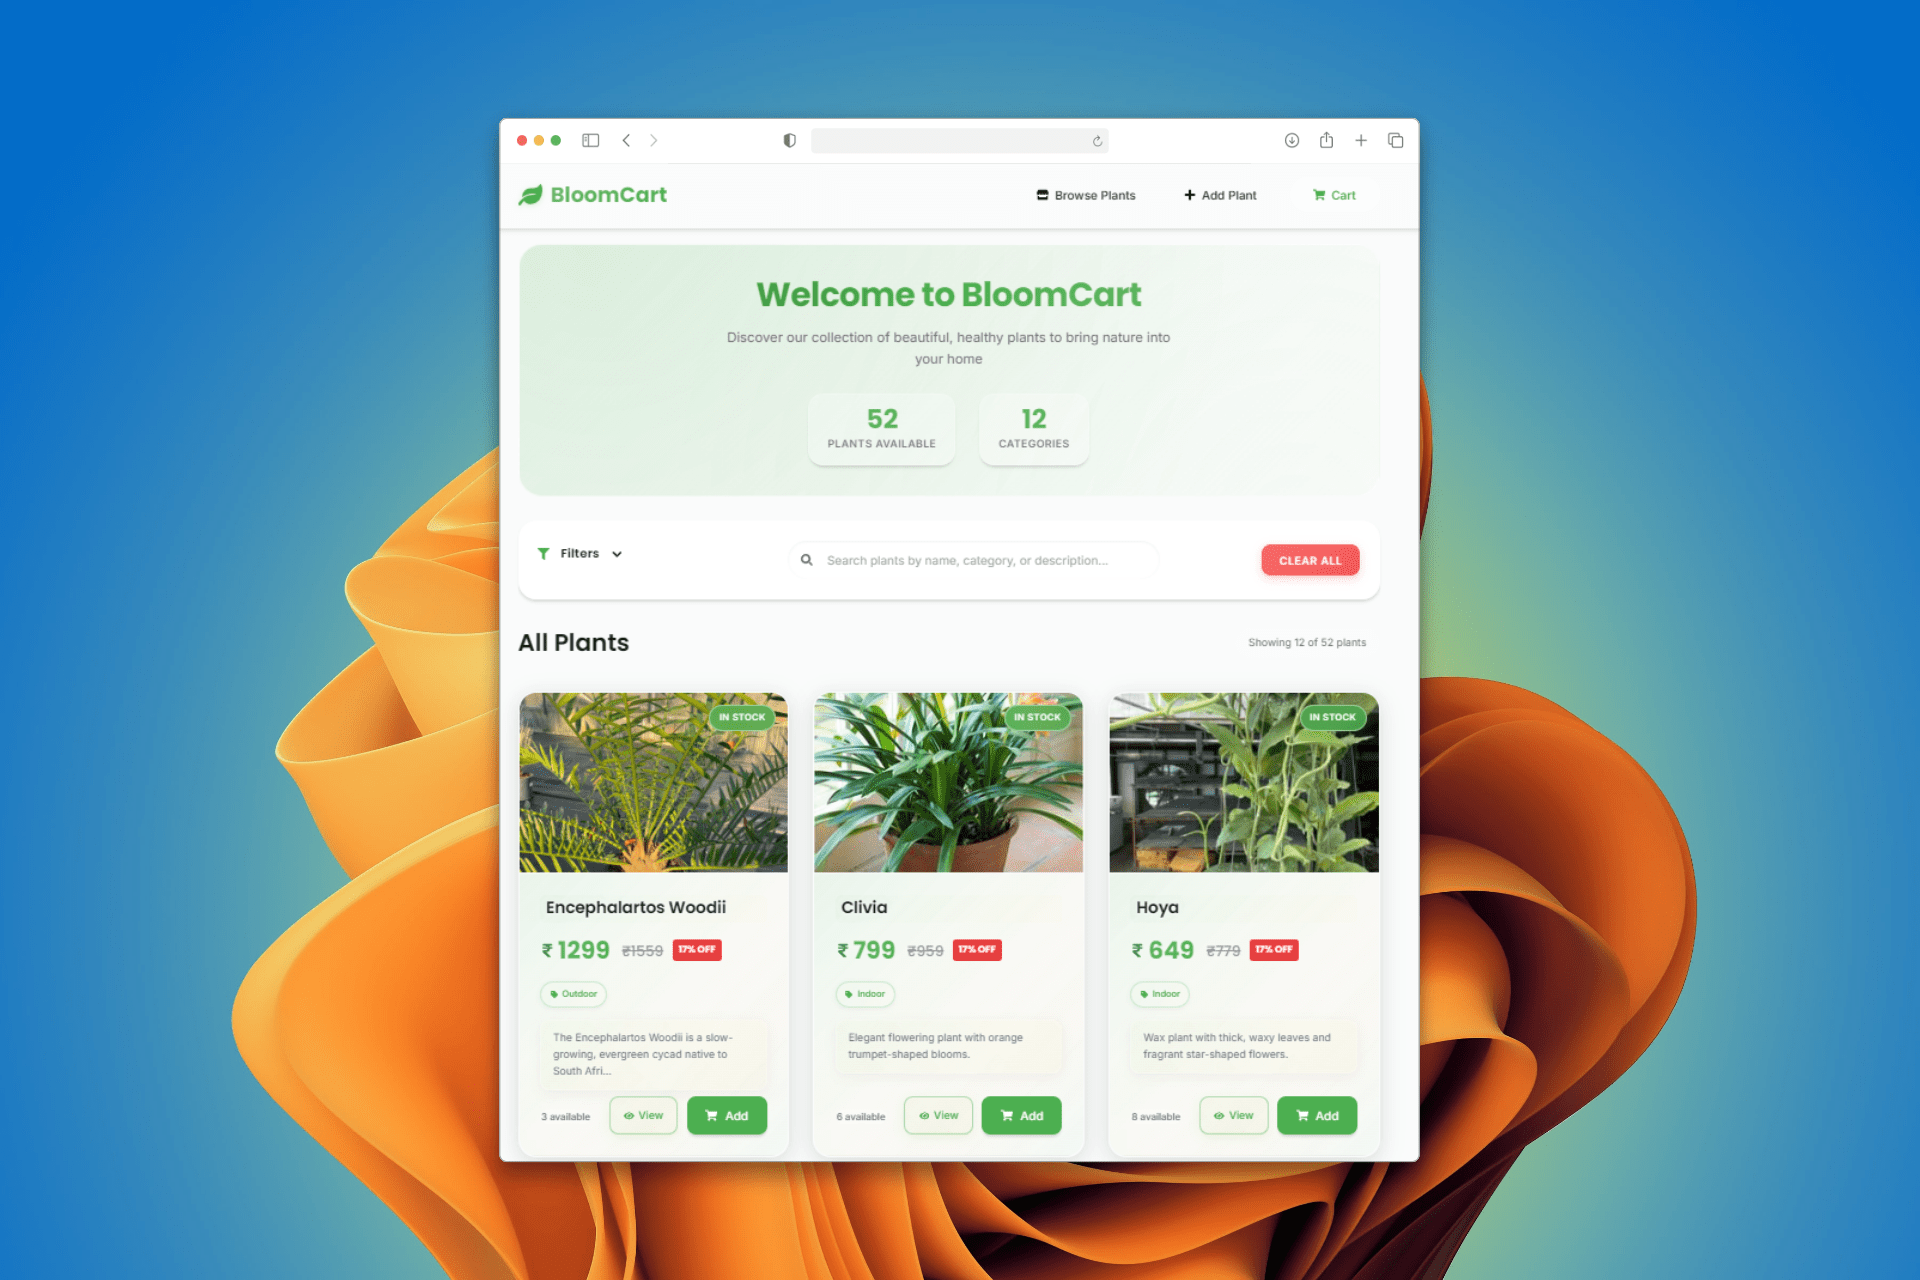 BloomCart
Browse Plants
Add Plant
Cart
Welcome to BloomCart
Discover our collection of beautiful, healthy plants to bring nature into
your home
52
PLANTS AVAILABLE
12
CATEGORIES
Filters
Search plants by name, category, or description...
CLEAR ALL
All Plants
Showing 12 of 52 plants
IN STOCK
Encephalartos Woodii
₹ 1299 ₹1559 17% OFF
Outdoor
The Encephalartos Woodii is a slow-
growing, evergreen cycad native to
South Afri...
3 available
View
Add
IN STOCK
Clivia
₹ 799 ₹959 17% OFF
Indoor
Elegant flowering plant with orange
trumpet-shaped blooms.
6 available
View
Add
IN STOCK
Hoya
₹ 649 ₹779 17% OFF
Indoor
Wax plant with thick, waxy leaves and
fragrant star-shaped flowers.
8 available
View
Add